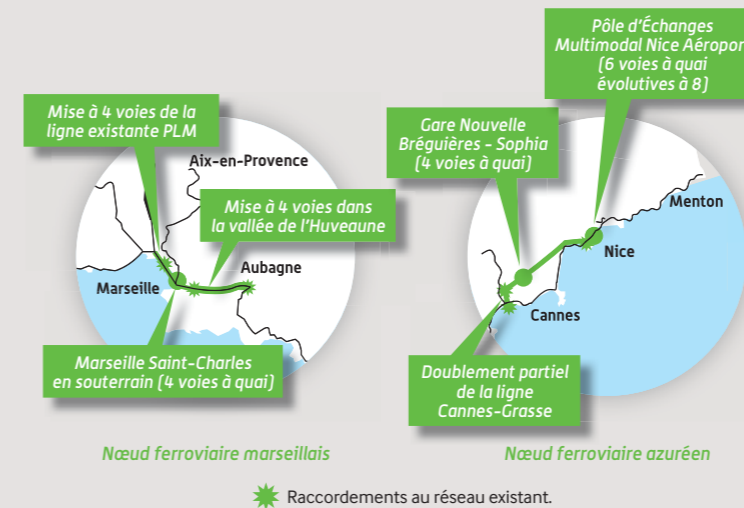 Pôle d'Échanges
Multimodal Nice Aéropor
(6 voies à quai
évolutives à 8)
Mise à 4 voies de la
ligne existante PLM
Gare Nouvelle
Bréguières - Sophia
(4 voies à quai)
Aix-en-Provence
Mise à 4 voies dans
la vallée de l'Huveaune
Menton
Nice
Aubagne
Marseille
Cannes
Marseille Saint-Charles
en souterrain (4 voies à quai)
Doublement partiel
de la ligne
Cannes-Grasse
Nœud ferroviaire marseillais
Nœud ferroviaire azuréen
Raccordements au réseau existant.